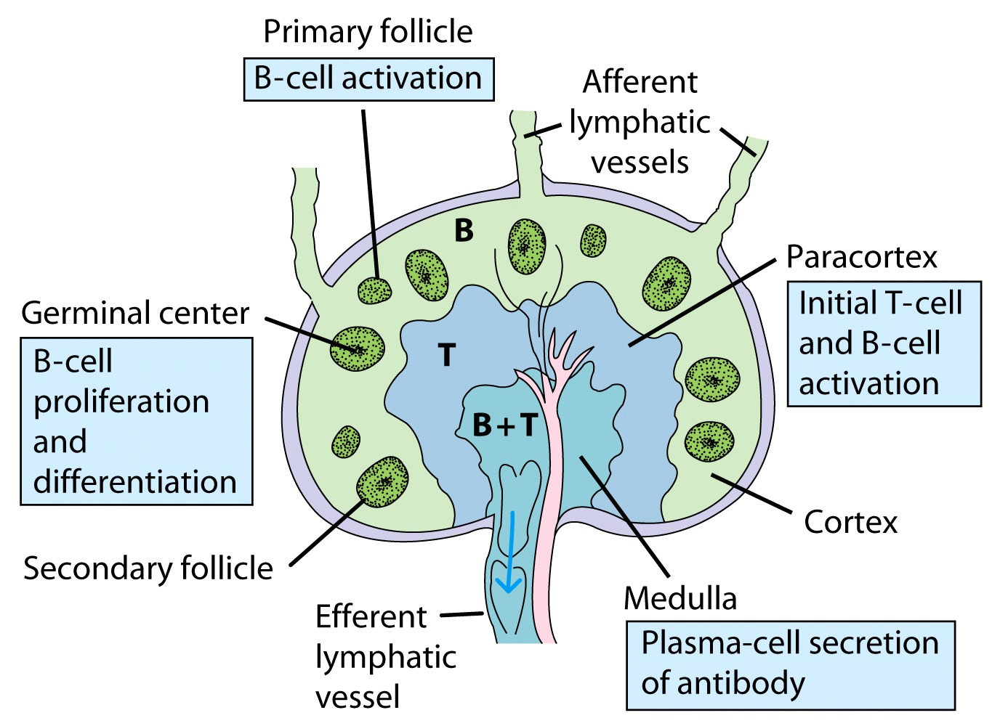 Primary follicle
B-cell activation
Afferent
lymphatic
vessels
B
Paracortex
Initial T-cell
and B-cell
activation
Germinal center
B-cell
proliferation
and
differentiation
T
B+T
Cortex
Secondary follicle
Medulla
Plasma-cell secretion
of antibody
Efferent
lymphatic
vessel